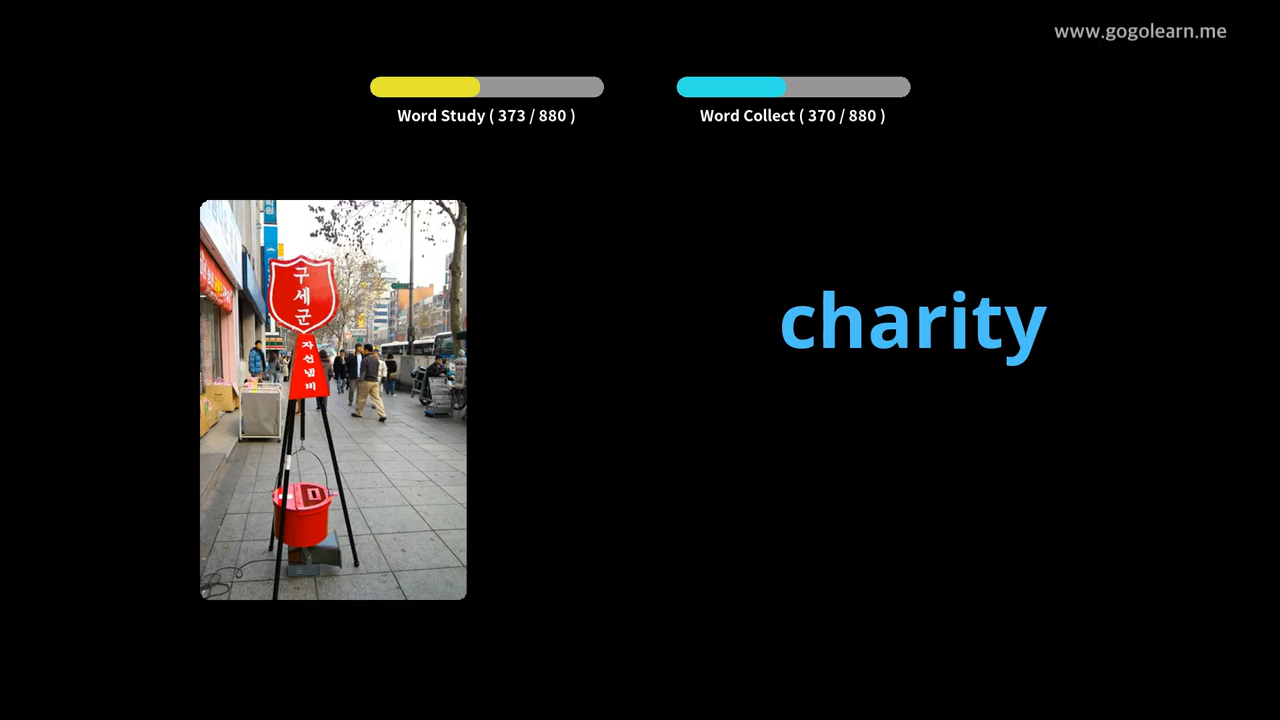 www.gogolearn.me
Word Study ( 373 / 880 )
Word Collect ( 370 / 880 )
구
세
군
자
선
냄
비
charity